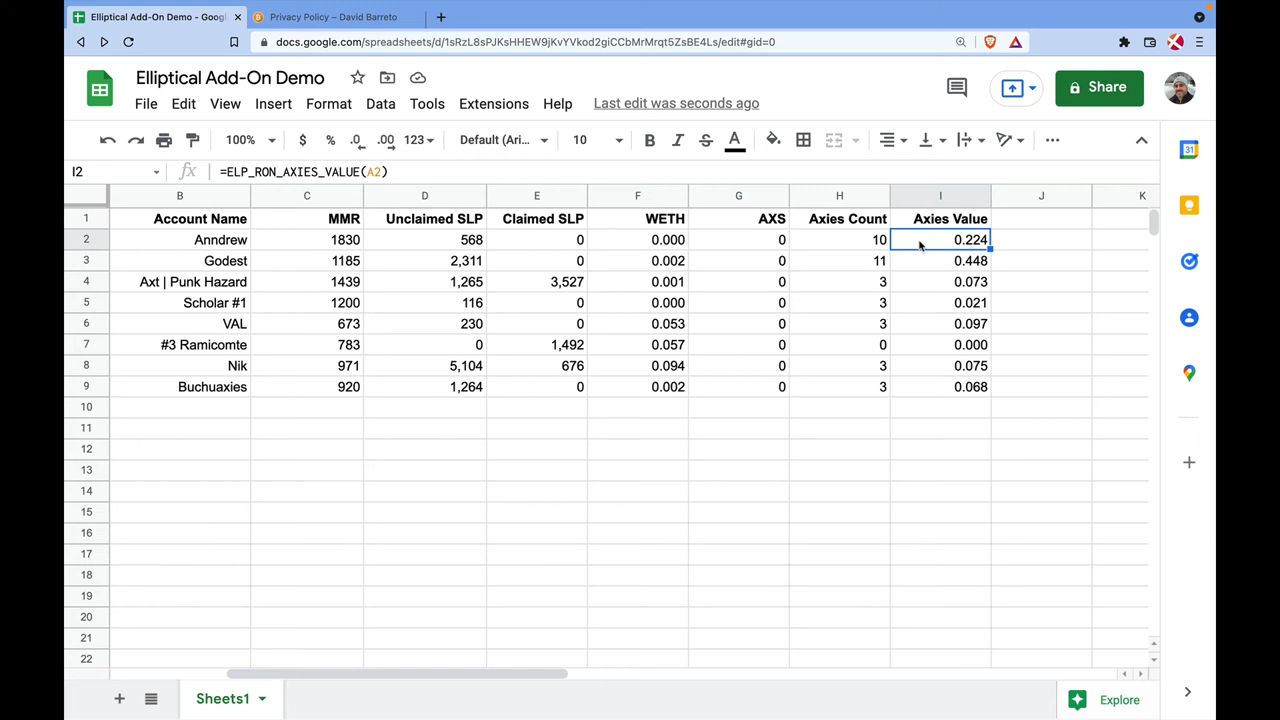 Elliptical Add-On Demo - Googl
Privacy Policy – David Barreto
docs.google.com/spreadsheets/d/1sRzL8sPJKsHHEW9jKvYVkod2giCCbMrMrqt5ZsBE4Ls/edit#gid=0
Elliptical Add-On Demo
File Edit View Insert Format Data Tools Extensions Help Last edit was seconds ago
Share
100% $ % .0 .00 123 Default (Ari... 10 B I S A
I2 fx =ELP_RON_AXIES_VALUE(A2)
B C D E F G H I J K
1 Account Name MMR Unclaimed SLP Claimed SLP WETH AXS Axies Count Axies Value
2 Anndrew 1830 568 0 0.000 0 10 0.224
3 Godest 1185 2,311 0 0.002 0 11 0.448
4 Axt | Punk Hazard 1439 1,265 3,527 0.001 0 3 0.073
5 Scholar #1 1200 116 0 0.000 0 3 0.021
6 VAL 673 230 0 0.053 0 3 0.097
7 #3 Ramicomte 783 0 1,492 0.057 0 0 0.000
8 Nik 971 5,104 676 0.094 0 3 0.075
9 Buchuaxies 920 1,264 0 0.002 0 3 0.068
10
11
12
13
14
15
16
17
18
19
20
21
22
31
Sheets1
Explore